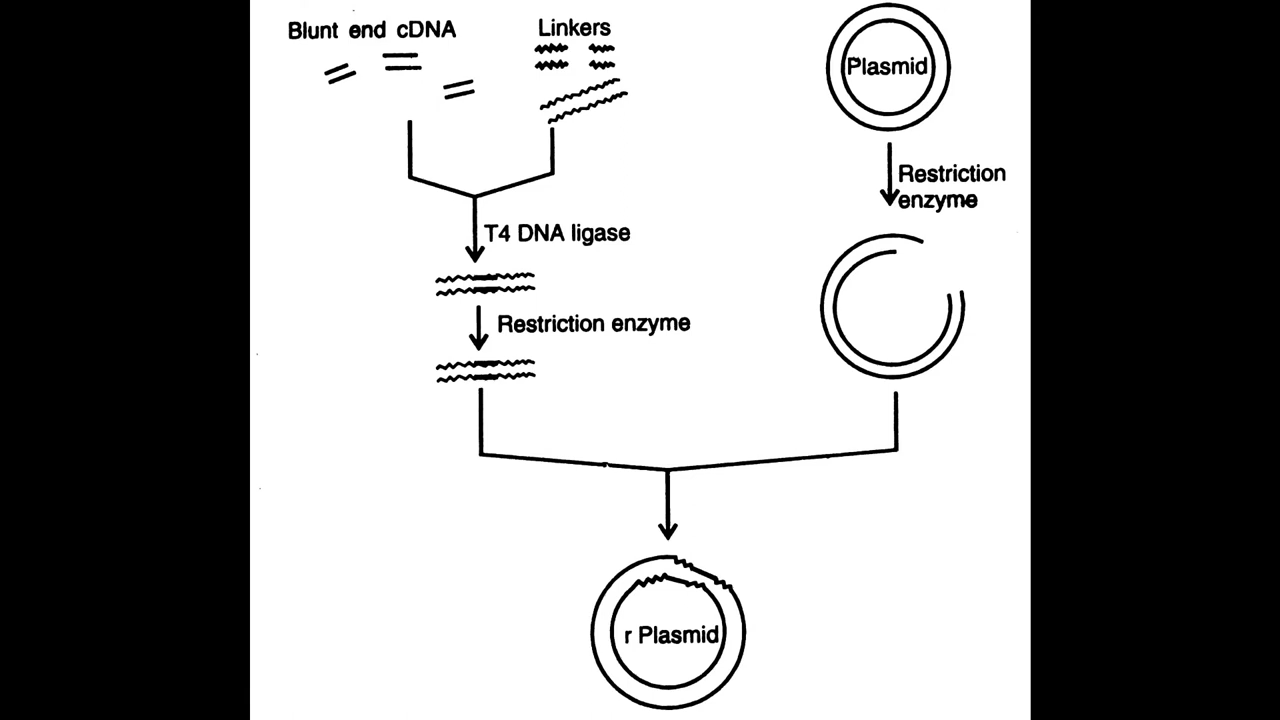 Blunt end cDNA
Linkers
Plasmid
Restriction
enzyme
T4 DNA ligase
Restriction enzyme
r Plasmid